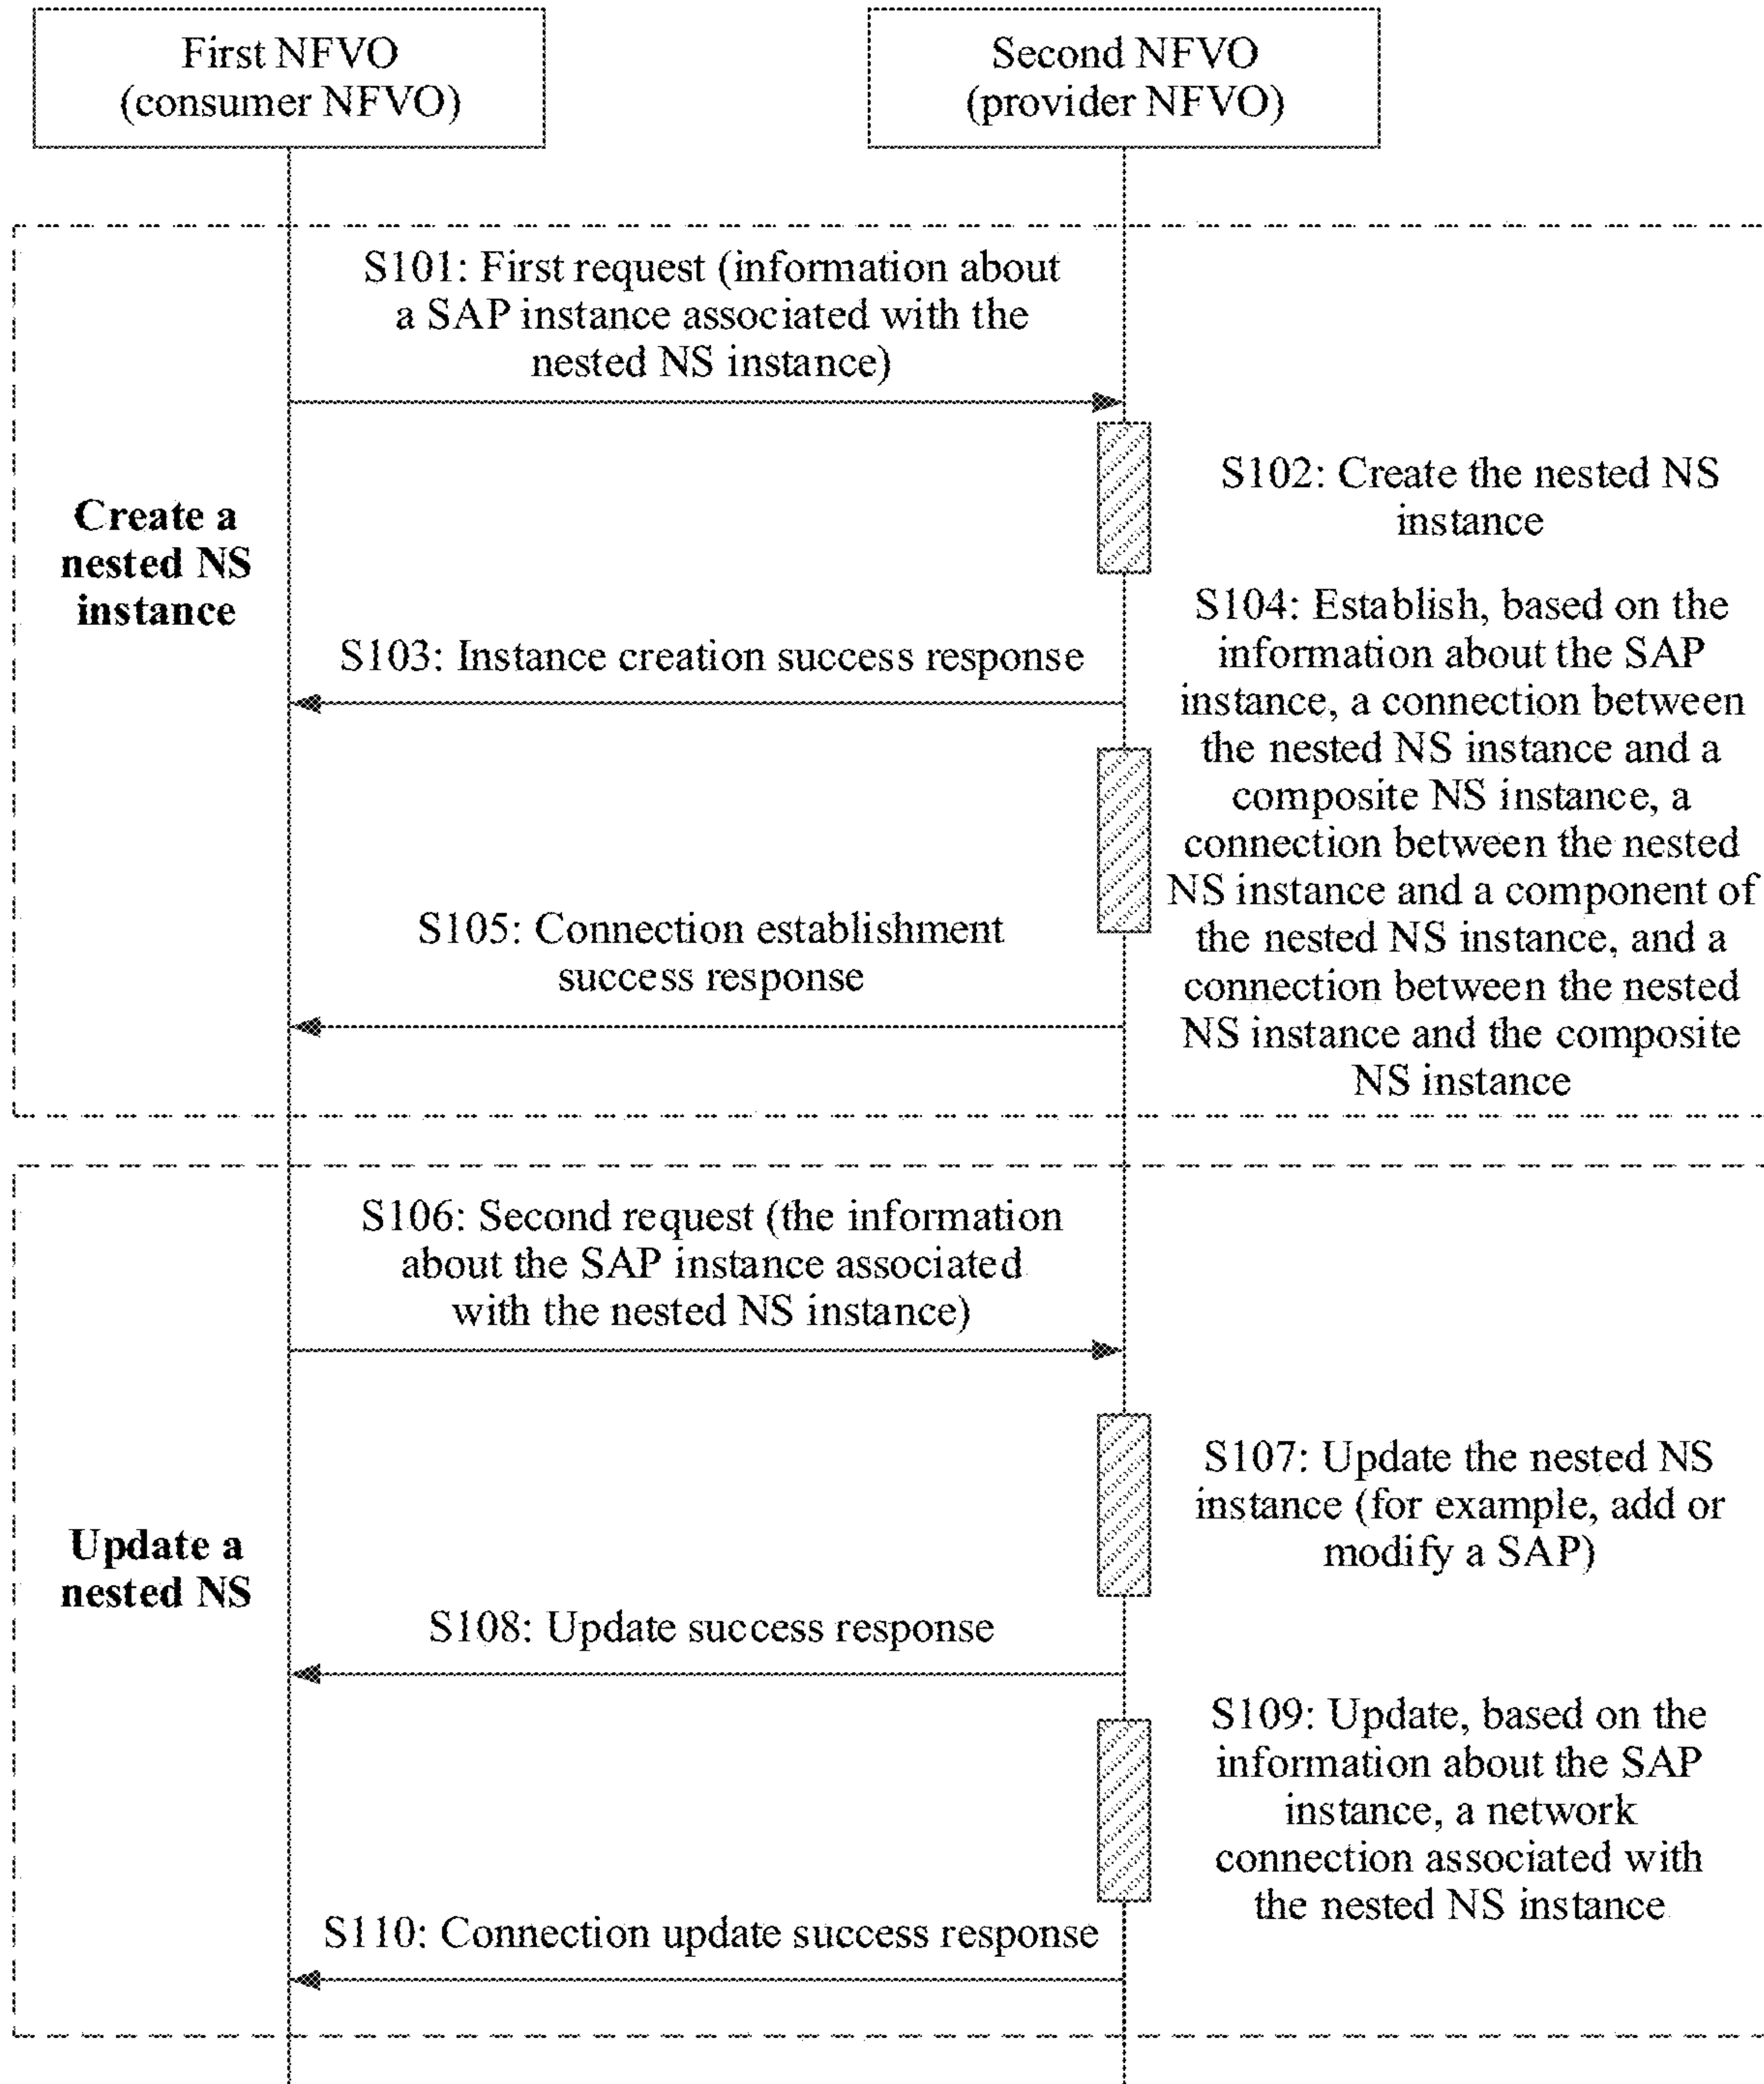 First NFVO
(consumer NFVO)
Second NFVO
(provider NFVO)
S101: First request (information about
a SAP instance associated with the
nested NS instance)
S102: Create the nested NS
instance
Create a
nested NS
instance
S103: Instance creation success response
S104: Establish, based on the
information about the SAP
instance, a connection between
the nested NS instance and a
composite NS instance, a
connection between the nested
NS instance and a component of
the nested NS instance, and a
connection between the nested
NS instance and the composite
NS instance
S105: Connection establishment
success response
S106: Second request (the information
about the SAP instance associated
with the nested NS instance)
S107: Update the nested NS
instance (for example, add or
modify a SAP)
Update a
nested NS
S108: Update success response
S109: Update, based on the
information about the SAP
instance, a network
connection associated with
the nested NS instance
S110: Connection update success response